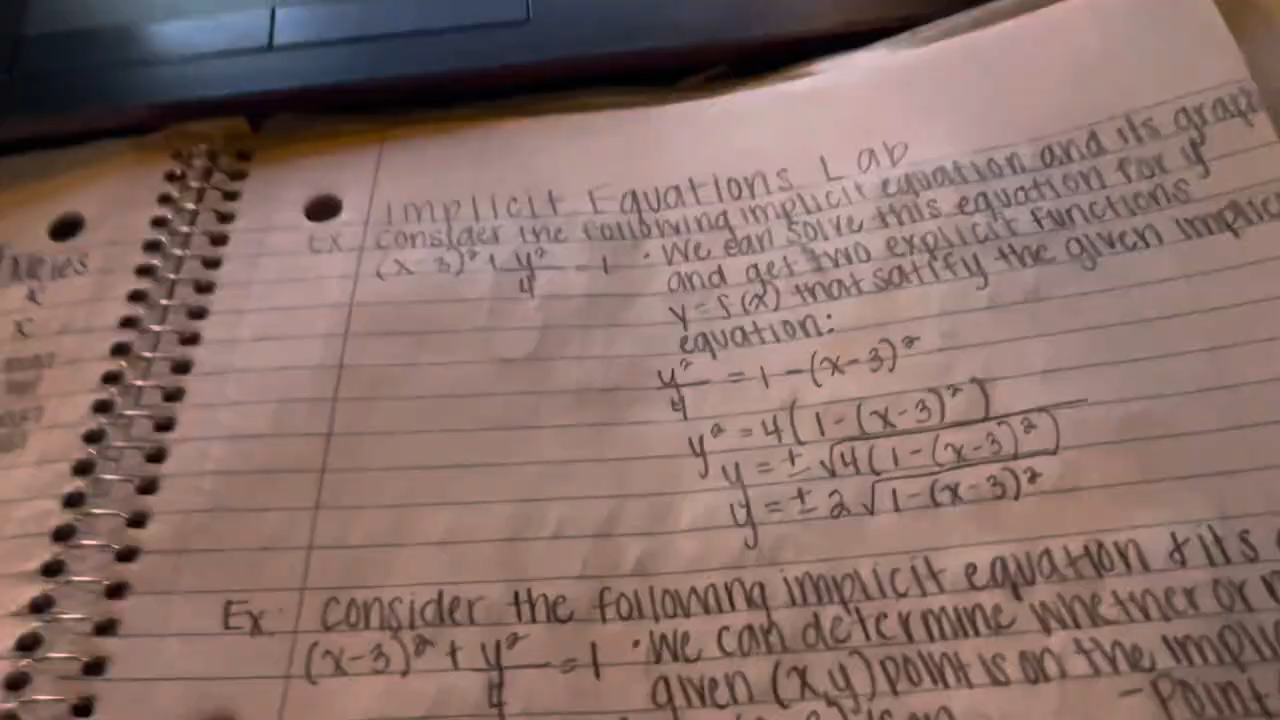 Implicit Equations Lab
Ex consider the following implicit equation and its graph
(x-3)² + y²/4 = 1 · We can solve this equation for y
and get two explicit functions
y=f(x) that satify the given implic
equation:
y²/4 = 1-(x-3)²
y² = 4(1-(x-3)²)
y = ± √4(1-(x-3)²)
y = ± 2√1-(x-3)²
Ex consider the following implicit equation & its
(x-3)² + y²/4 = 1 · We can determine whether or
given (x,y) point is on the impli
- Point